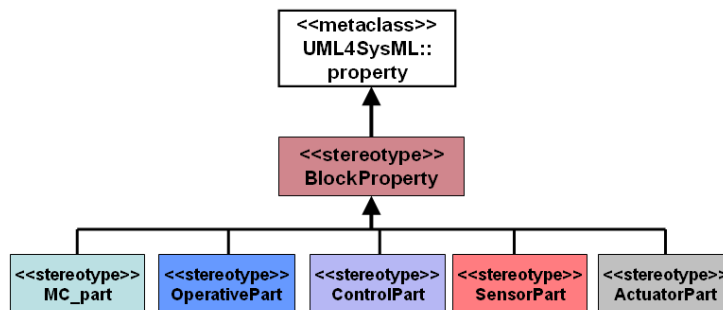 <<metaclass>>
UML4SysML::
property
<<stereotype>>
BlockProperty
<<stereotype>>
MC_part
<<stereotype>>
OperativePart
<<stereotype>>
ControlPart
<<stereotype>>
SensorPart
<<stereotype>>
ActuatorPart